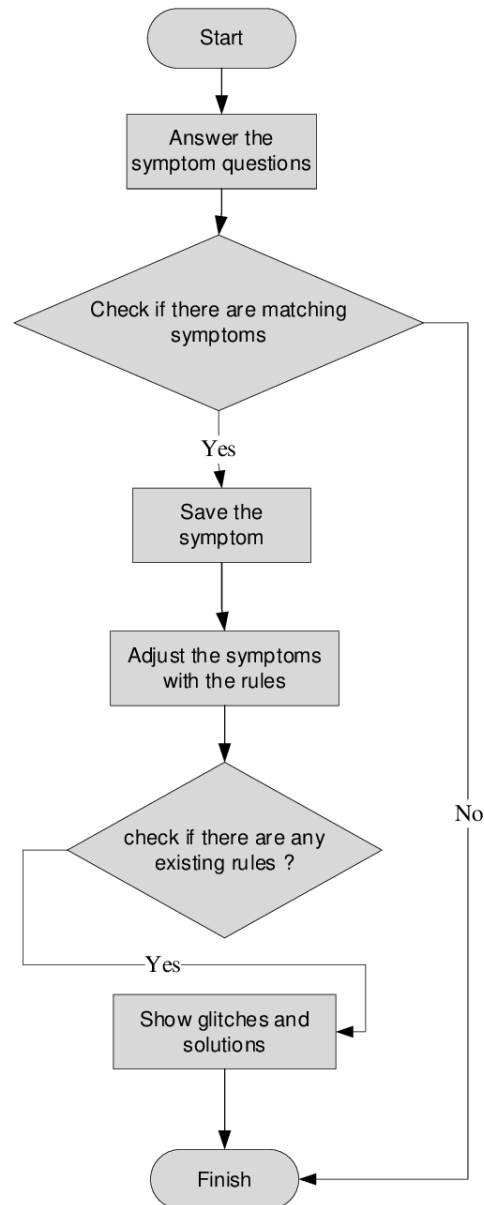 Start
Answer the
symptom questions
Check if there are matching
symptoms
Yes
Save the
symptom
Adjust the symptoms
with the rules
No
check if there are any
existing rules ?
Yes
Show glitches and
solutions
Finish